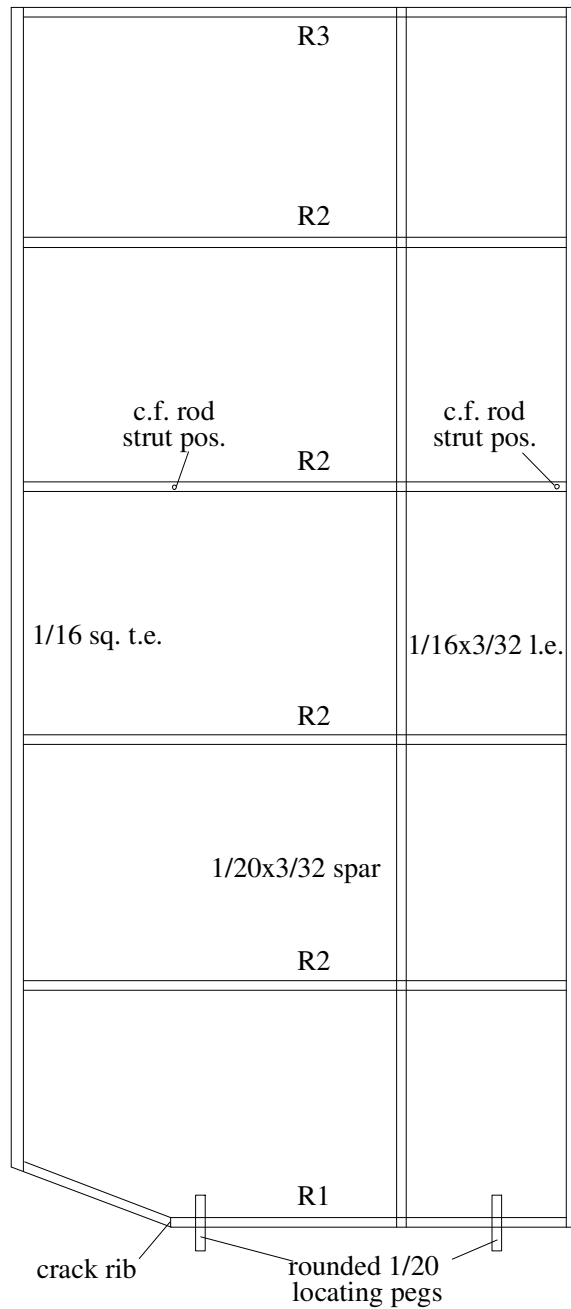 R3
R2
c.f. rod
strut pos.
c.f. rod
strut pos.
R2
1/16 sq. t.e.
1/16x3/32 l.e.
R2
1/20x3/32 spar
R2
R1
crack rib
rounded 1/20
locating pegs